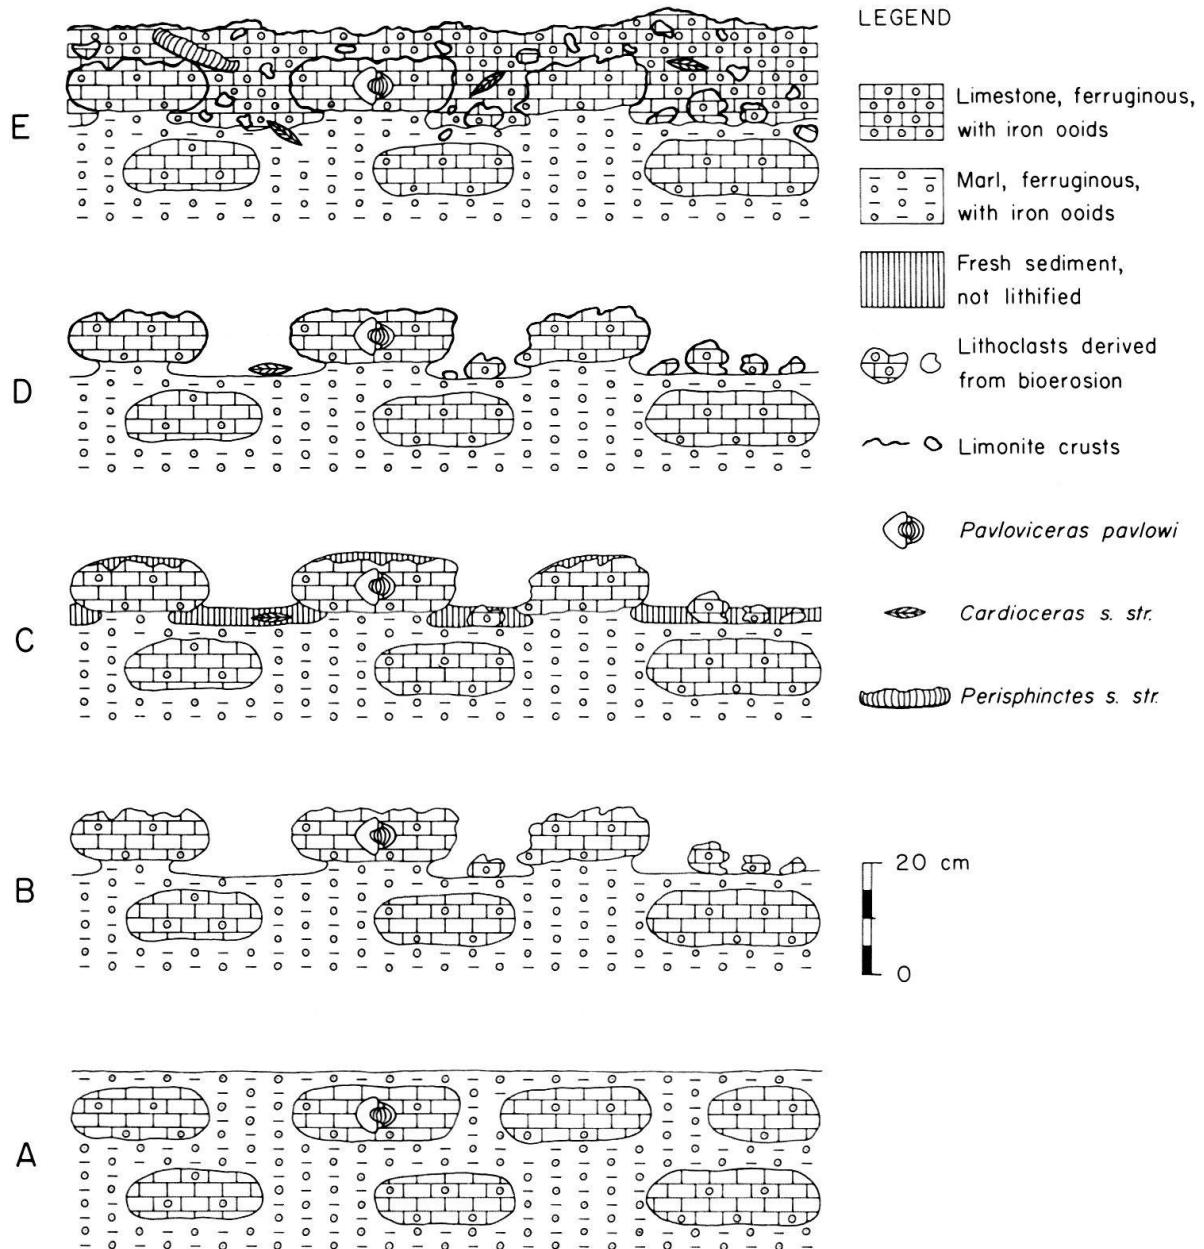 LEGEND
Limestone, ferruginous,
with iron ooids
Marl, ferruginous,
with iron ooids
Fresh sediment,
not lithified
Lithoclasts derived
from bioerosion
Limonite crusts
Pavloviceras pavlowi
Cardioceras s. str.
Perisphinctes s. str.
E
D
C
B
A
20 cm
0